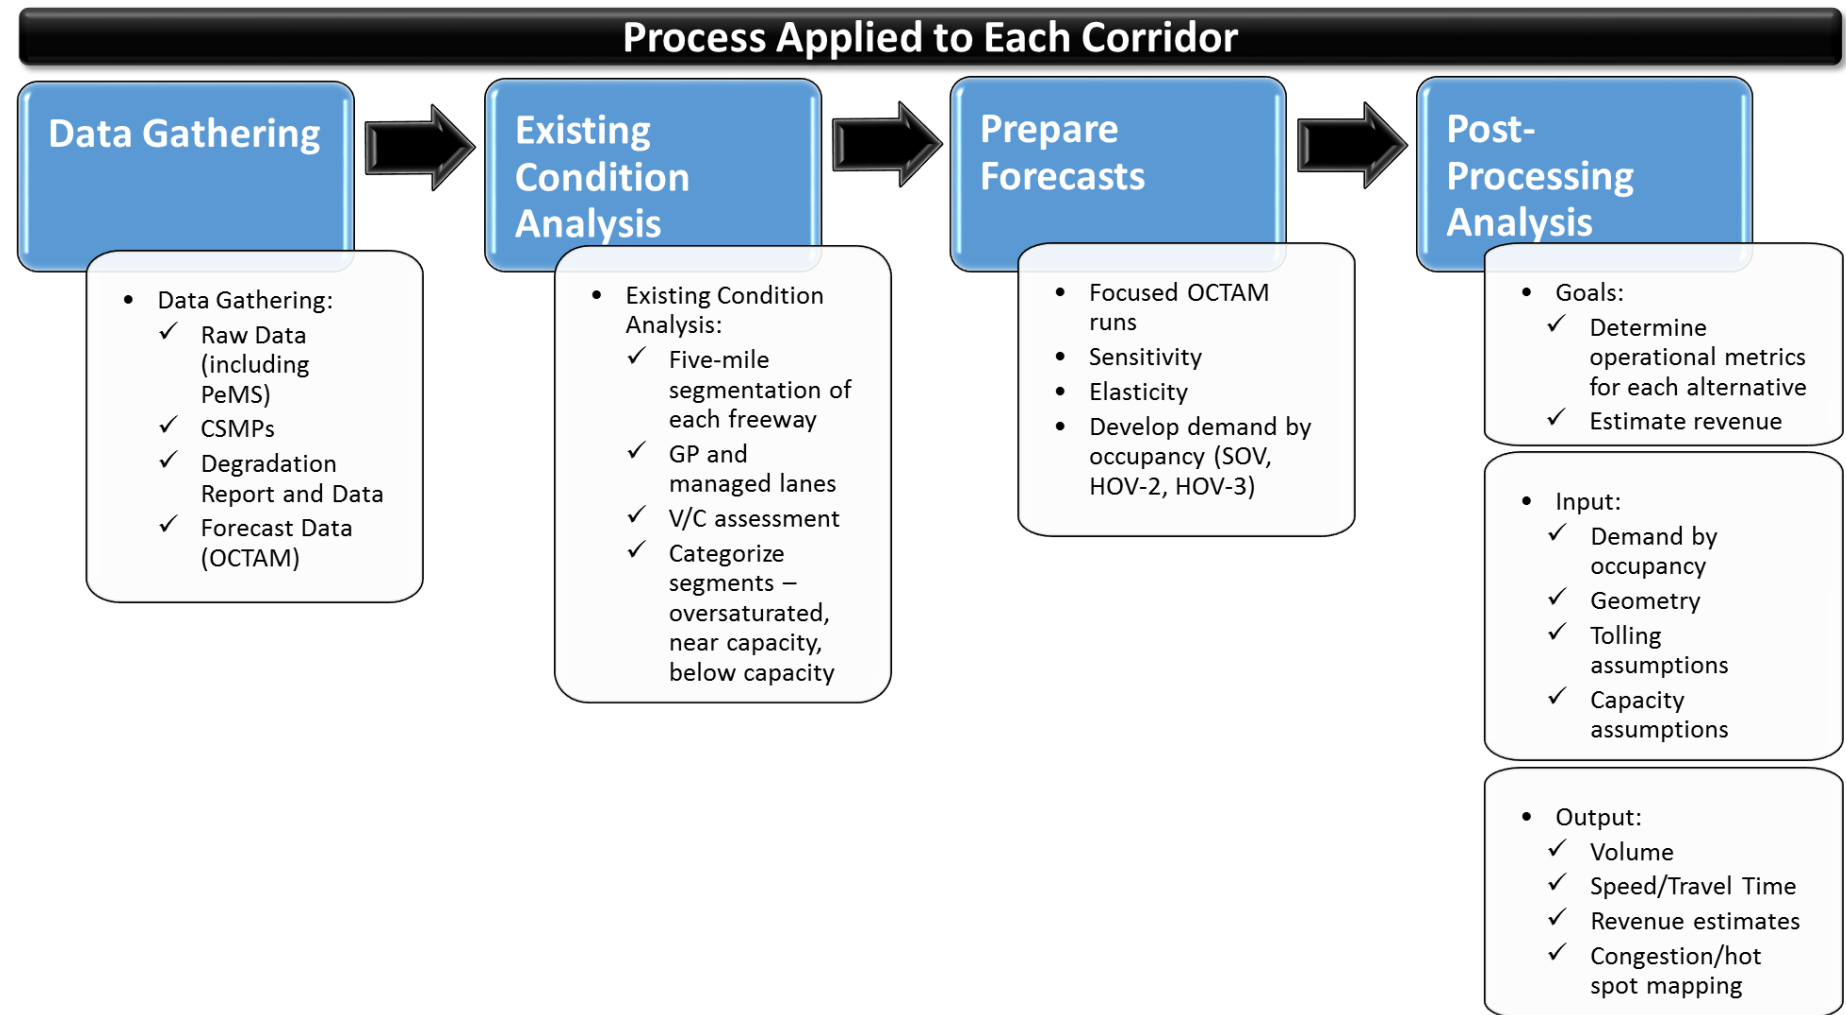 Process Applied to Each Corridor
Data Gathering
• Data Gathering:
✓ Raw Data
(including
PeMS)
✓ CSMPs
✓ Degradation
Report and Data
✓ Forecast Data
(OCTAM)
Existing
Condition
Analysis
• Existing Condition
Analysis:
✓ Five-mile
segmentation of
each freeway
✓ GP and
managed lanes
✓ V/C assessment
✓ Categorize
segments –
oversaturated,
near capacity,
below capacity
Prepare
Forecasts
• Focused OCTAM
runs
• Sensitivity
• Elasticity
• Develop demand by
occupancy (SOV,
HOV-2, HOV-3)
Post-
Processing
Analysis
• Goals:
✓ Determine
operational metrics
for each alternative
✓ Estimate revenue
• Input:
✓ Demand by
occupancy
✓ Geometry
✓ Tolling
assumptions
✓ Capacity
assumptions
• Output:
✓ Volume
✓ Speed/Travel Time
✓ Revenue estimates
✓ Congestion/hot
spot mapping